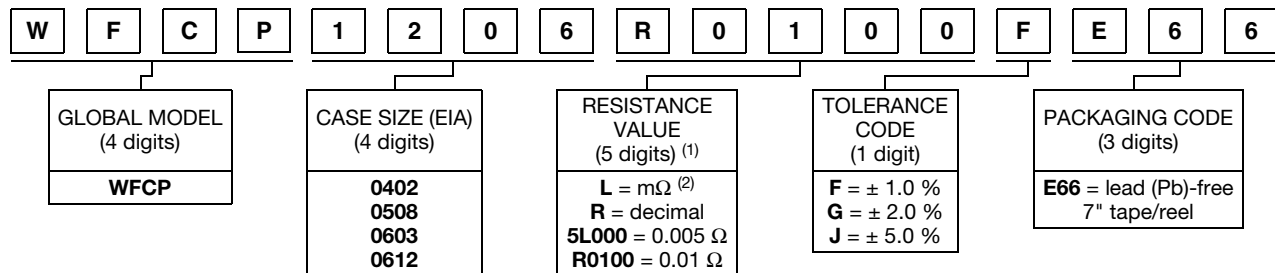 W F C P 1 2 0 6 R 0 1 0 0 F E 6 6
GLOBAL MODEL
(4 digits)
WFCP
CASE SIZE (EIA)
(4 digits)
0402
0508
0603
0612
RESISTANCE
VALUE
(5 digits) (1)
L = mΩ (2)
R = decimal
5L000 = 0.005 Ω
R0100 = 0.01 Ω
TOLERANCE
CODE
(1 digit)
F = ± 1.0 %
G = ± 2.0 %
J = ± 5.0 %
PACKAGING CODE
(3 digits)
E66 = lead (Pb)-free
7" tape/reel